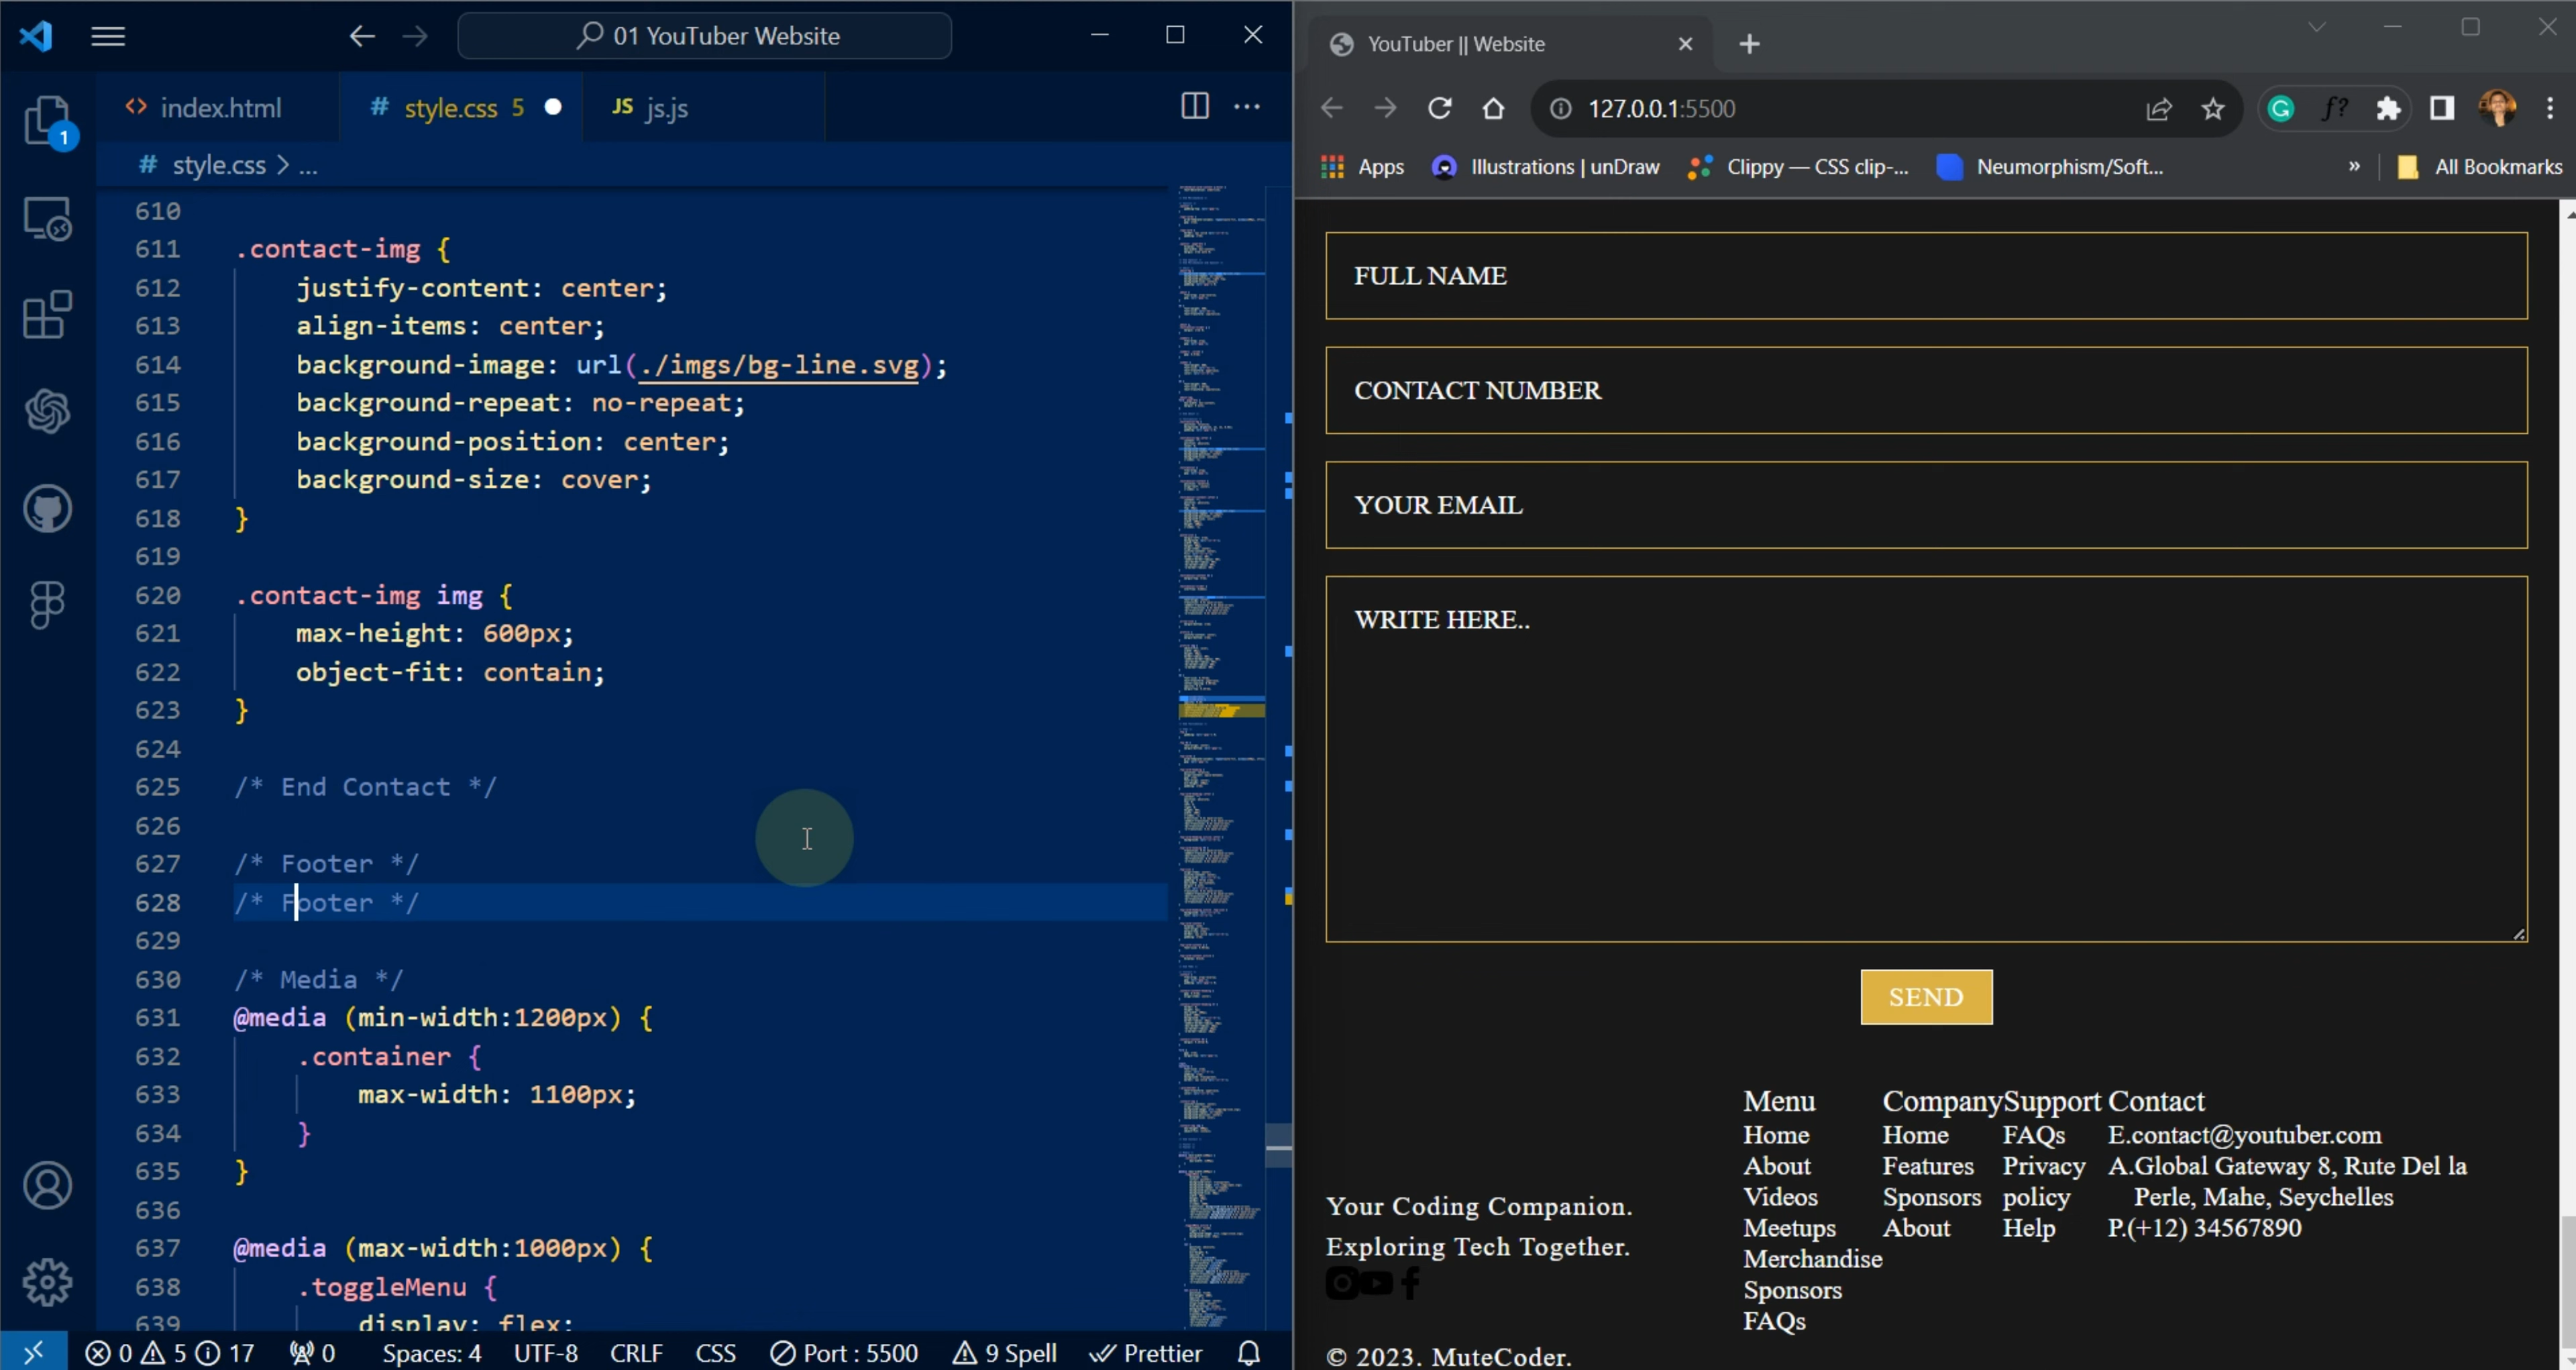 01 YouTuber Website
index.html
# style.css 5
JS js.js
# style.css > ...
610
611 .contact-img {
612 justify-content: center;
613 align-items: center;
614 background-image: url(./imgs/bg-line.svg);
615 background-repeat: no-repeat;
616 background-position: center;
617 background-size: cover;
618 }
619
620 .contact-img img {
621 max-height: 600px;
622 object-fit: contain;
623 }
624
625 /* End Contact */
626
627 /* Footer */
628 /* Footer */
629
630 /* Media */
631 @media (min-width:1200px) {
632 .container {
633 max-width: 1100px;
634 }
635 }
636
637 @media (max-width:1000px) {
638 .toggleMenu {
639 display: flex;
1
0 5 17 0 Spaces: 4 UTF-8 CRLF CSS Port : 5500 9 Spell Prettier
YouTuber || Website
127.0.0.1:5500
f?
Apps Illustrations | unDraw Clippy — CSS clip-... Neumorphism/Soft... » All Bookmarks
FULL NAME
CONTACT NUMBER
YOUR EMAIL
WRITE HERE..
SEND
Your Coding Companion.
Exploring Tech Together.
Menu
Home
About
Videos
Meetups
Merchandise
Sponsors
FAQs
Company
Home
Features
Sponsors
About
Support
FAQs
Privacy
policy
Help
Contact
E.contact@youtuber.com
A.Global Gateway 8, Rute Del la
Perle, Mahe, Seychelles
P.(+12) 34567890
© 2023. MuteCoder.